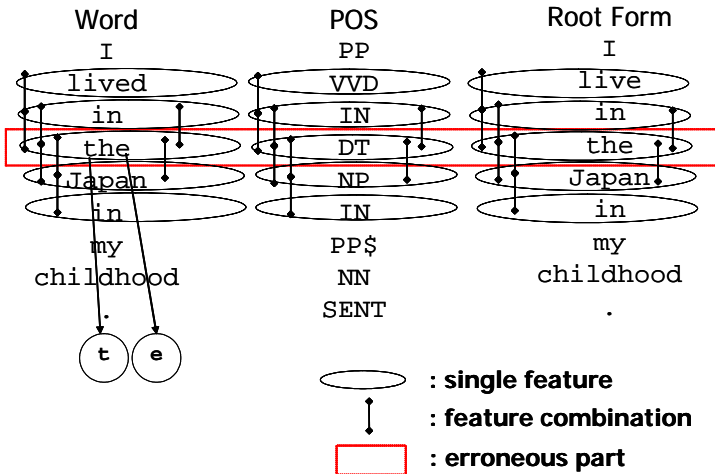 Word POS Root Form
I PP I
lived VVD live
in IN in
the DT the
Japan NP Japan
in IN in
my PP$ my
childhood NN childhood
. SENT .
t e
: single feature
: feature combination
: erroneous part